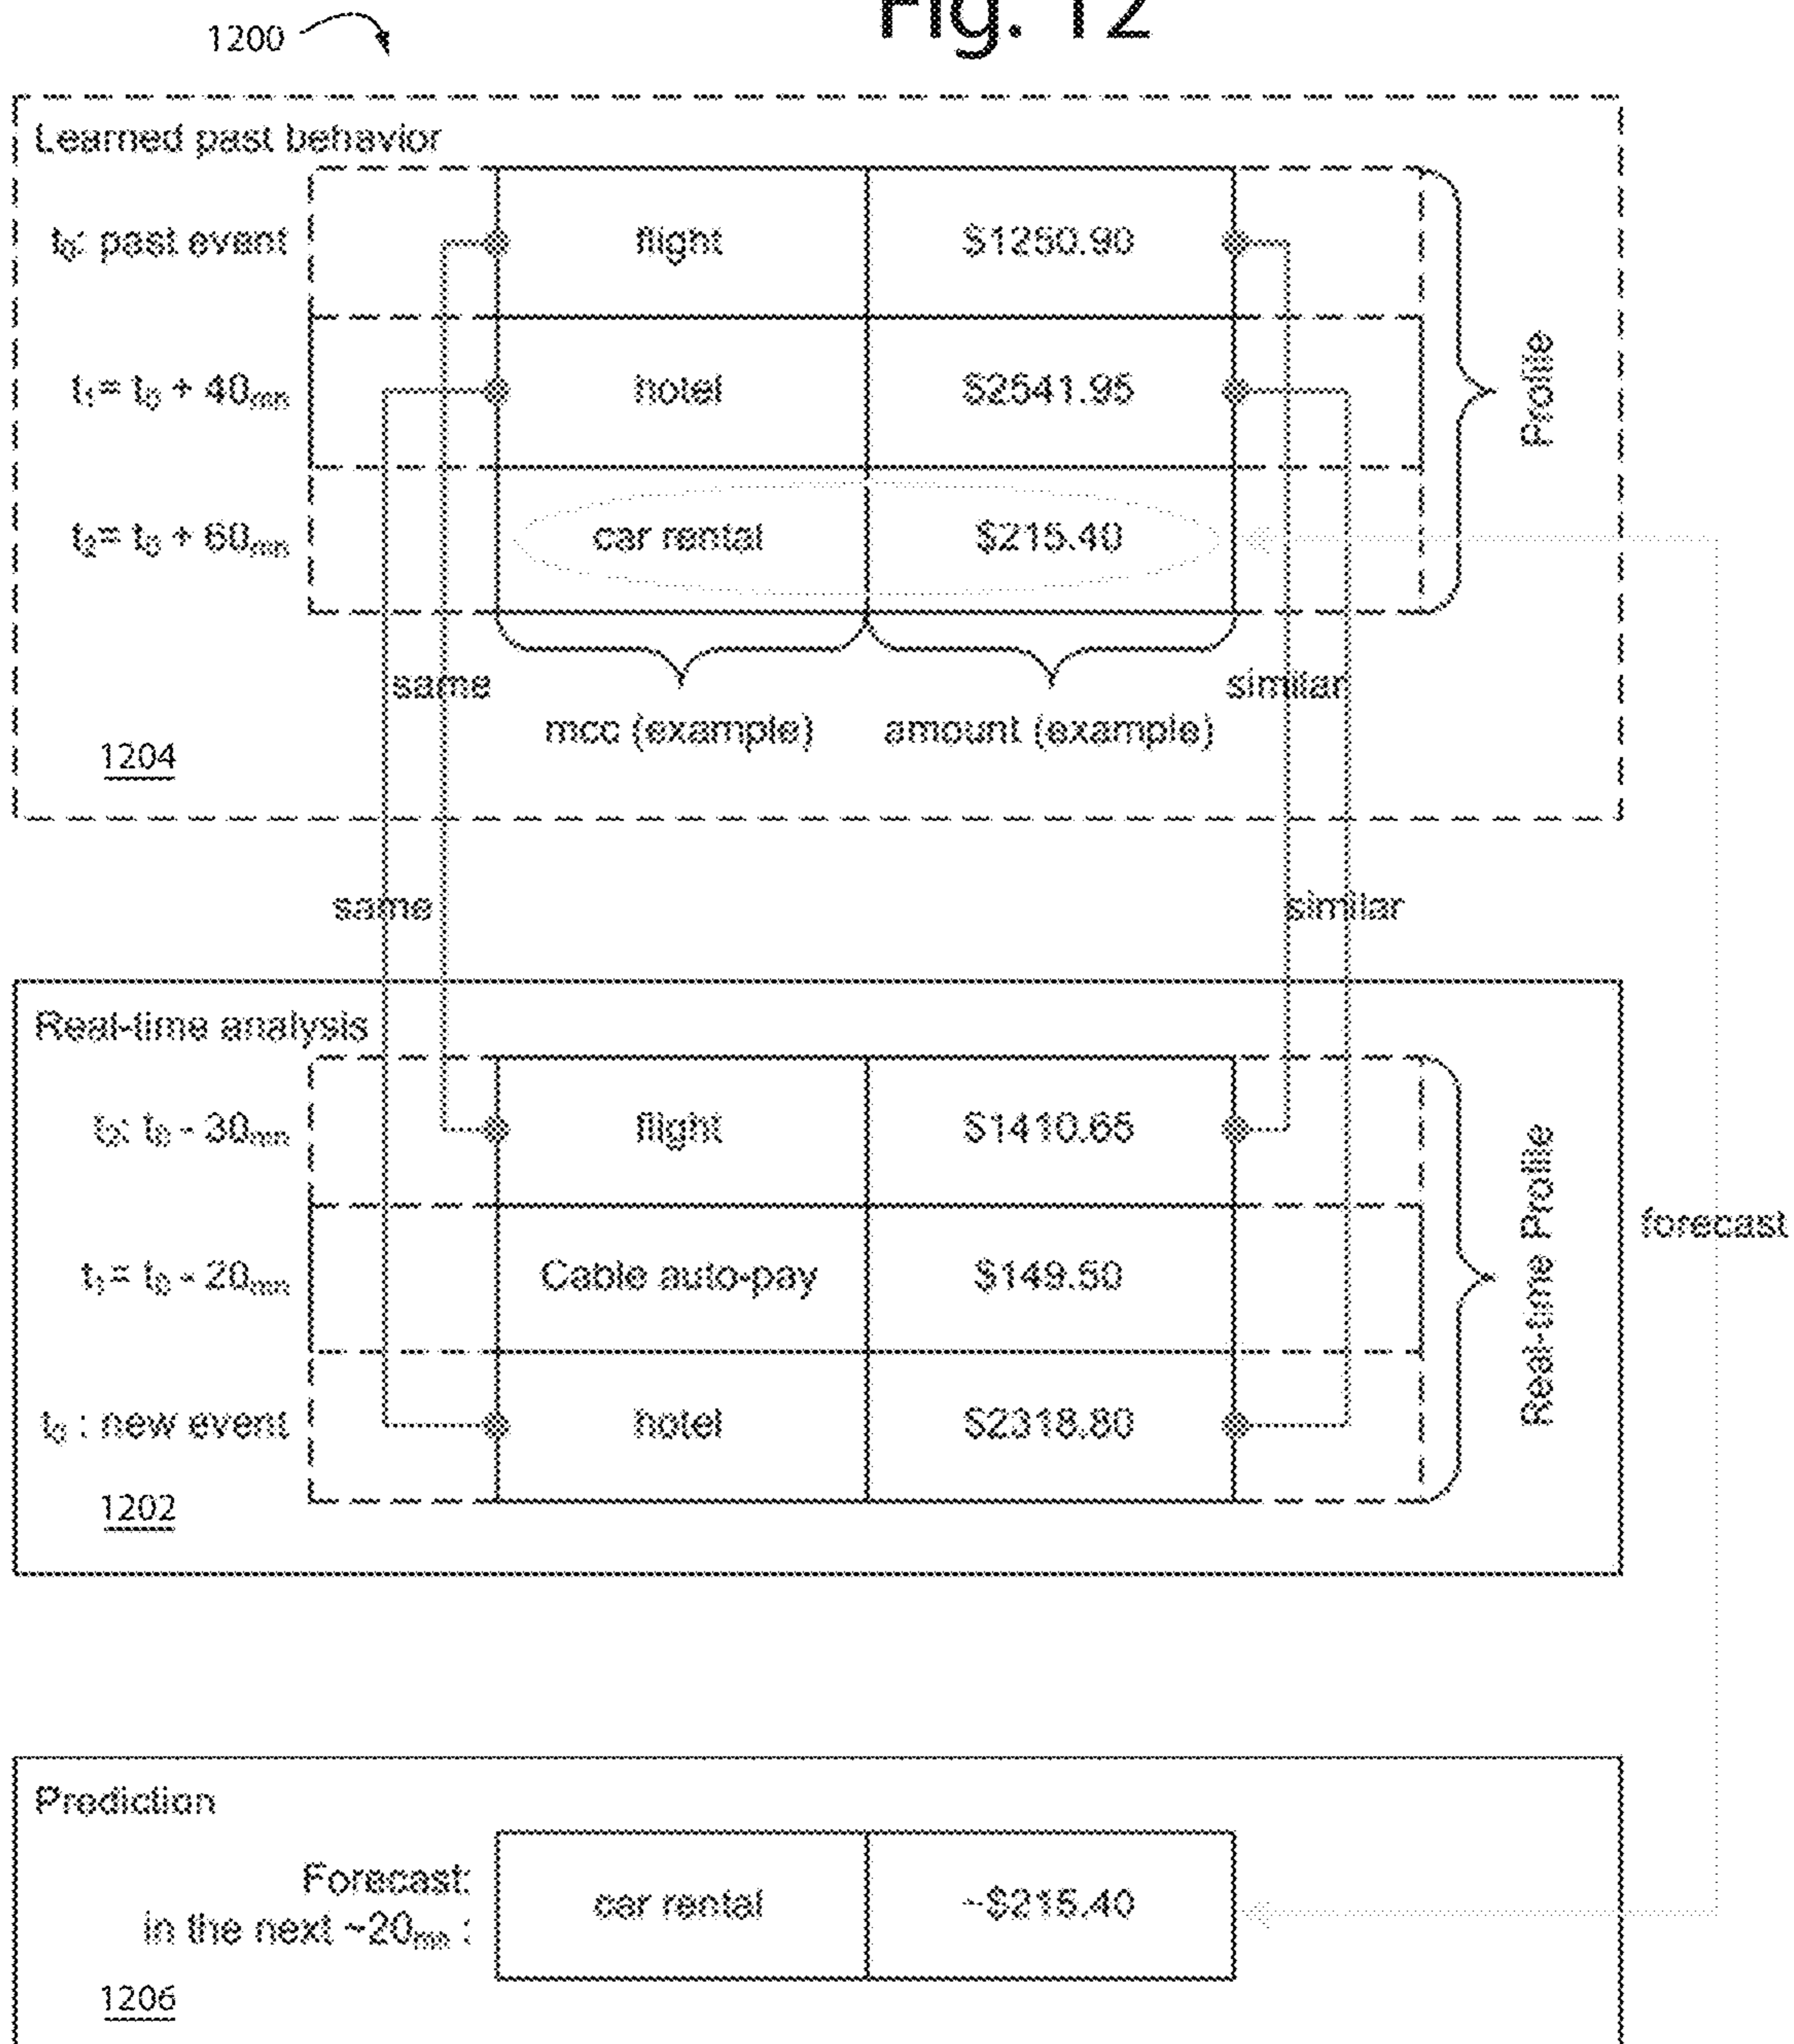 Fig. 12
1200
Learned past behavior
t₀: past event
flight
$1250.90
t₁= t₀ + 40mn
hotel
$2541.95
t₂= t₀ + 60mn
car rental
$215.40
Profile
same
similar
mcc (example)
amount (example)
1204
same
similar
Real-time analysis
t₂: t₀ - 30mn
flight
$1410.65
t₁= t₀ - 20mn
Cable auto-pay
$149.50
t₀ : new event
hotel
$2318.80
Real-time Profile
forecast
1202
Prediction
Forecast:
in the next ~20mn :
car rental
~$215.40
1206